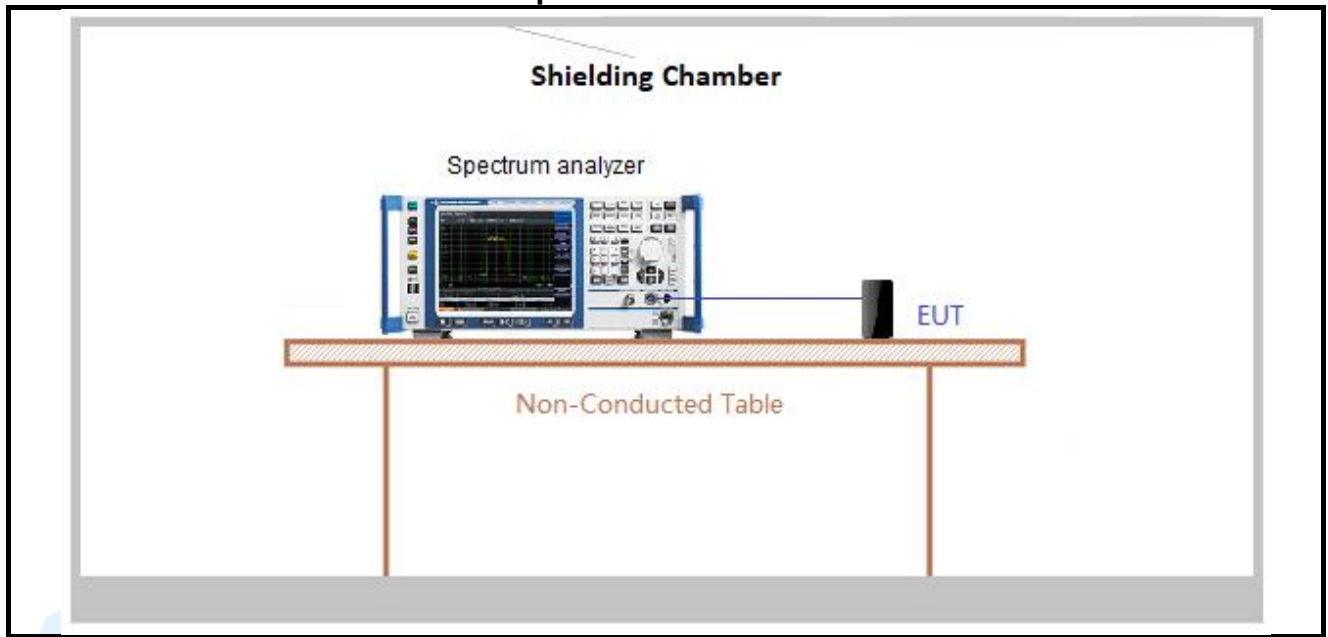 Shielding Chamber
Spectrum analyzer
EUT
Non-Conducted Table